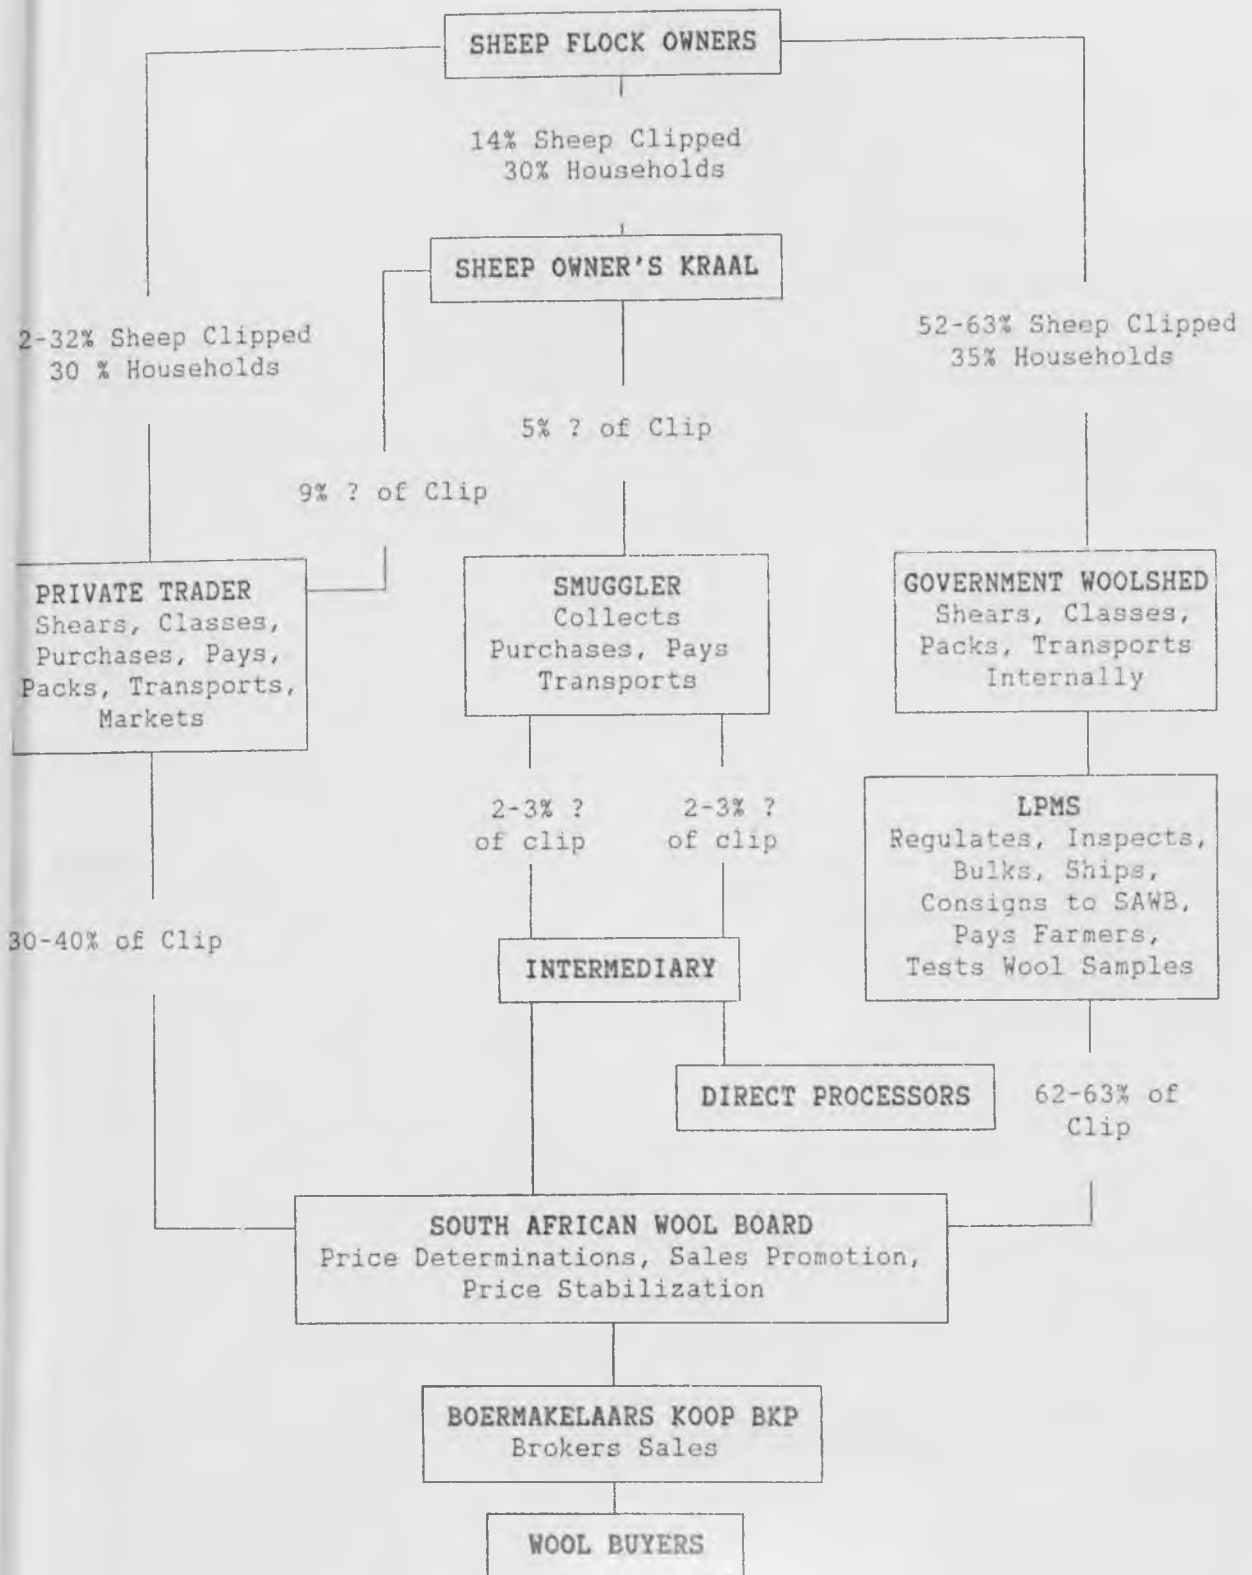 SHEEP FLOCK OWNERS
14% Sheep Clipped
30% Households
SHEEP OWNER'S KRAAL
2-32% Sheep Clipped
30 % Households
52-63% Sheep Clipped
35% Households
5% ? of Clip
9% ? of Clip
PRIVATE TRADER
Shears, Classes,
Purchases, Pays,
Packs, Transports,
Markets
SMUGGLER
Collects
Purchases, Pays
Transports
GOVERNMENT WOOLSHED
Shears, Classes,
Packs, Transports
Internally
2-3% ?
of clip
2-3% ?
of clip
LPMS
Regulates, Inspects,
Bulks, Ships,
Consigns to SAWB,
Pays Farmers,
Tests Wool Samples
30-40% of Clip
INTERMEDIARY
DIRECT PROCESSORS
62-63% of
Clip
SOUTH AFRICAN WOOL BOARD
Price Determinations, Sales Promotion,
Price Stabilization
BOERMAKELAARS KOOP BKP
Brokers Sales
WOOL BUYERS